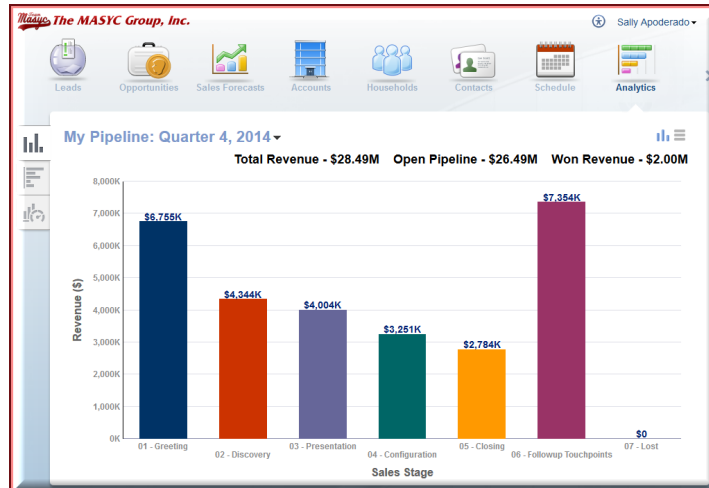 Masyc The MASYC Group, Inc.
Sally Apoderado
Leads
Opportunities
Sales Forecasts
Accounts
Households
Contacts
Schedule
Analytics
My Pipeline: Quarter 4, 2014
Total Revenue - $28.49M Open Pipeline - $26.49M Won Revenue - $2.00M
8,000K
7,000K
6,000K
5,000K
4,000K
3,000K
2,000K
1,000K
0K
Revenue ($)
$6,755K
$4,344K
$4,004K
$3,251K
$2,784K
$7,354K
$0
01 - Greeting
02 - Discovery
03 - Presentation
04 - Configuration
05 - Closing
06 - Followup Touchpoints
07 - Lost
Sales Stage